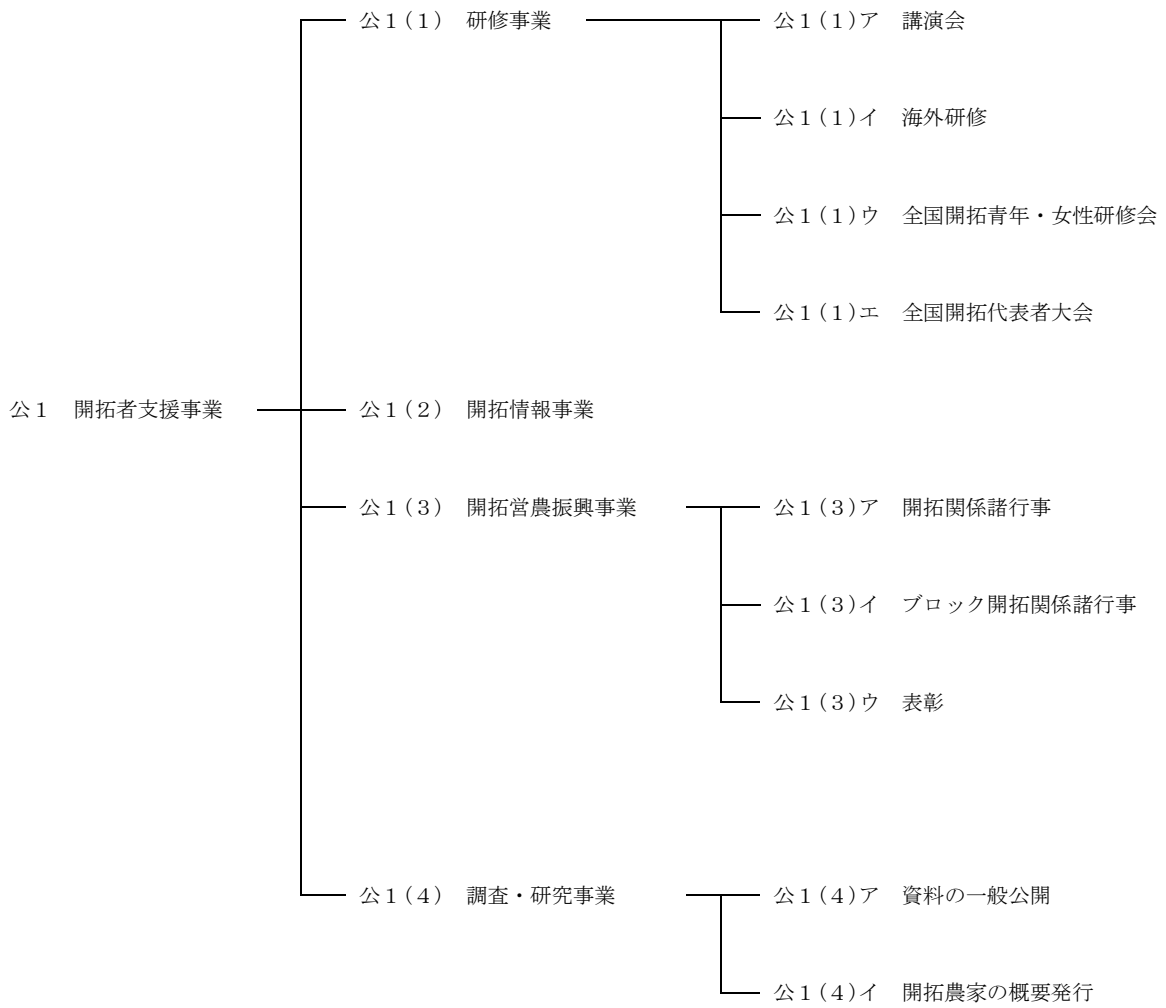 公１（１）　研修事業　公１（１）ア　講演会
公１（１）イ　海外研修
公１（１）ウ　全国開拓青年・女性研修会
公１（１）エ　全国開拓代表者大会
公１　開拓者支援事業　公１（２）　開拓情報事業
公１（３）　開拓営農振興事業　公１（３）ア　開拓関係諸行事
公１（３）イ　ブロック開拓関係諸行事
公１（３）ウ　表彰
公１（４）　調査・研究事業　公１（４）ア　資料の一般公開
公１（４）イ　開拓農家の概要発行